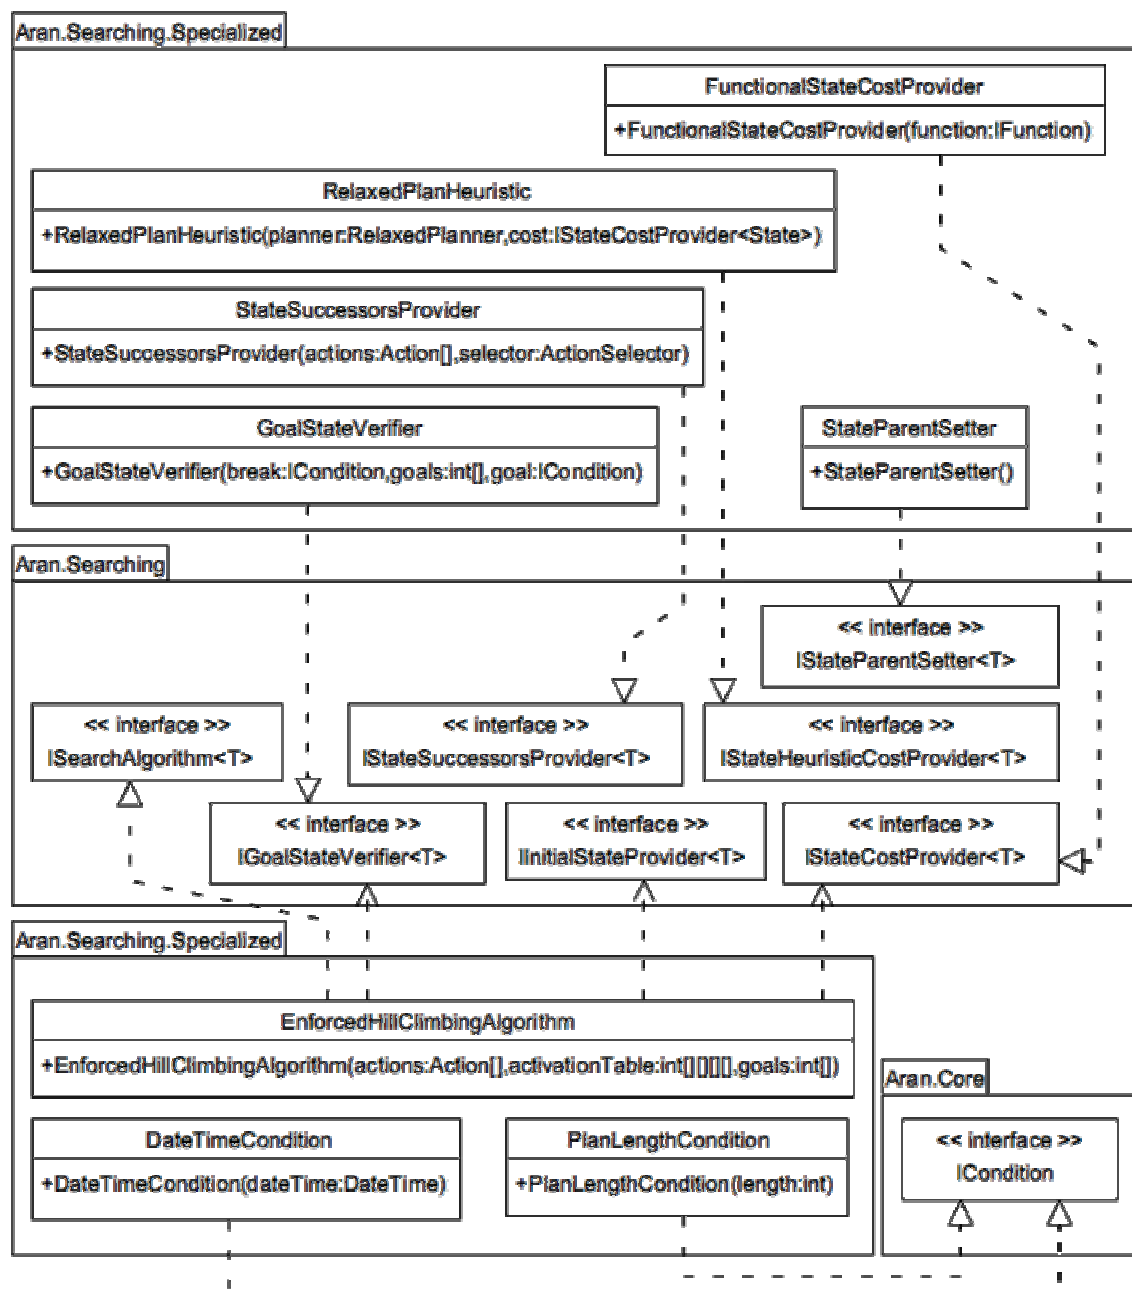 Aran.Searching.Specialized
FunctionalStateCostProvider
+FunctionalStateCostProvider(function:IFunction)
RelaxedPlanHeuristic
+RelaxedPlanHeuristic(planner:RelaxedPlanner,cost:IStateCostProvider<State>)
StateSuccessorsProvider
+StateSuccessorsProvider(actions:Action[],selector:ActionSelector)
GoalStateVerifier
+GoalStateVerifier(break:ICondition,goals:int[],goal:ICondition)
StateParentSetter
+StateParentSetter()
Aran.Searching
<< interface >>
IStateParentSetter<T>
<< interface >>
ISearchAlgorithm<T>
<< interface >>
IStateSuccessorsProvider<T>
<< interface >>
IStateHeuristicCostProvider<T>
<< interface >>
IGoalStateVerifier<T>
<< interface >>
IInitialStateProvider<T>
<< interface >>
IStateCostProvider<T>
Aran.Searching.Specialized
EnforcedHillClimbingAlgorithm
+EnforcedHillClimbingAlgorithm(actions:Action[],activationTable:int[][][],goals:int[])
DateTimeCondition
+DateTimeCondition(dateTime:DateTime)
PlanLengthCondition
+PlanLengthCondition(length:int)
Aran.Core
<< interface >>
ICondition